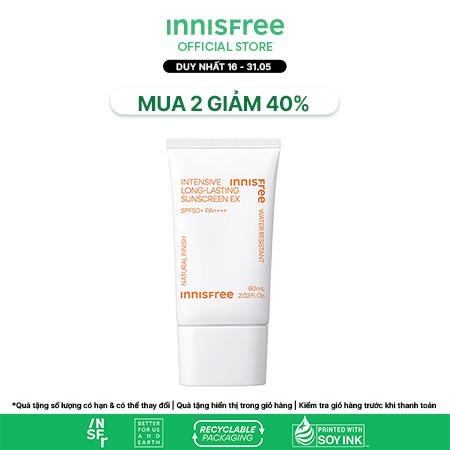 INNISFREE
OFFICIAL STORE
DUY NHẤT 16 - 31.05
MUA 2 GIẢM 40%
INTENSIVE
LONG-LASTING
SUNSCREEN EX
SPF50+ PA++++
INNISFREE
WATER RESISTANT
NATURAL FINISH
60mL
2.02 Fl. Oz.
INNISFREE
*Quà tặng số lượng có hạn & có thể thay đổi | Quà tặng hiển thị trong giỏ hàng | Kiểm tra giỏ hàng trước khi thanh toán
/N
SFT
BETTER
FOR US
AND
EARTH
RECYCLABLE
PACKAGING
PRINTED WITH
SOY INK™